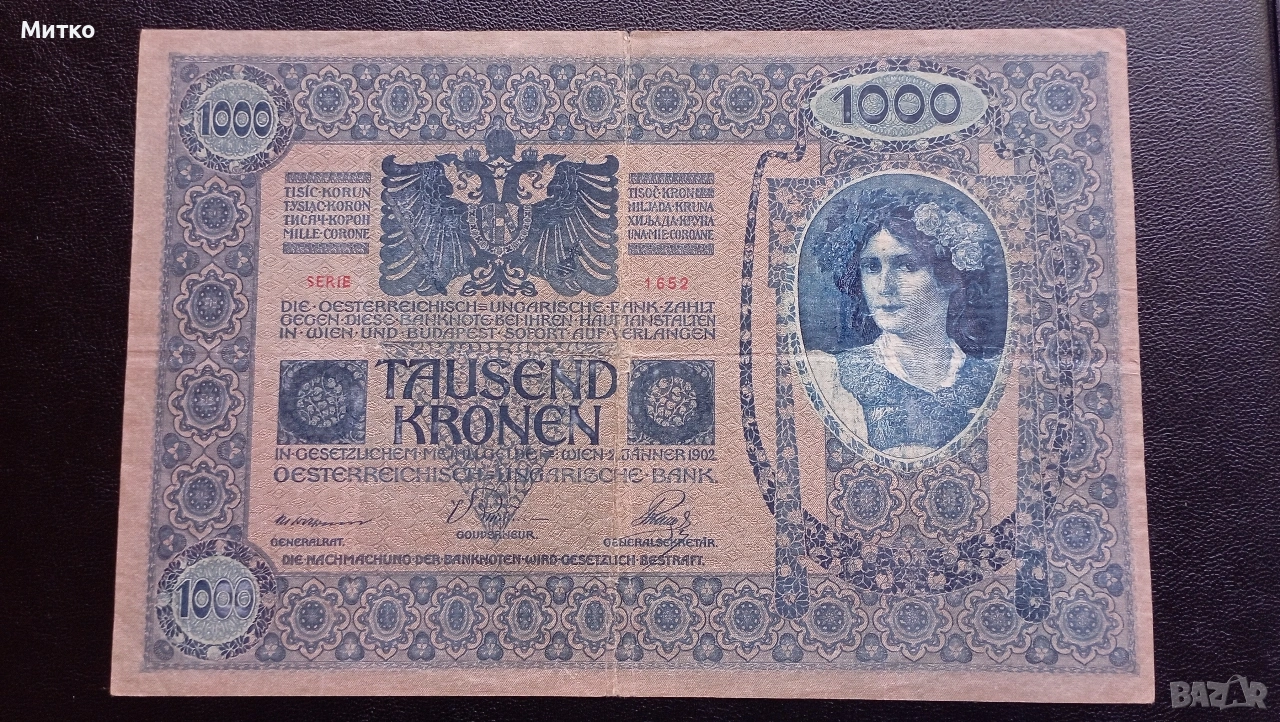 Митко
1000
1000
TISÍC·KORUN
TYSIĄC·KORON
ТИСЯЧ·КОРОН
MILLE·CORONE
TISOČ·KRON
HILJADA·KRUNA
ХИЉАДА·КРУНА
UNA·MIE·COROANE
SERIE 1652
DIE·OESTERREICHISCH=UNGARISCHE·BANK·ZAHLT
GEGEN·DIESE·BANKNOTE·BEI·IHREN HAUPTANSTALTEN
IN·WIEN·UND·BUDAPEST·SOFORT·AUF·VERLANGEN
TAUSEND
KRONEN
IN·GESETZLICHEM·METALLGELDE=WIEN 2. JÄNNER 1902
OESTERREICHISCH=UNGARISCHE·BANK.
GENERALRAT.
GOUVERNEUR.
GENERALSECRETÄR.
DIE·NACHMACHUNG·DER·BANKNOTEN·WIRD·GESETZLICH·BESTRAFT.
1000
BAZAR